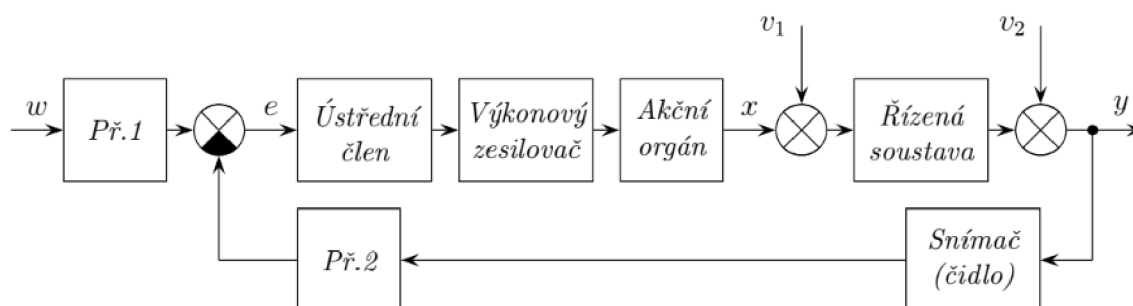 v1
v2
w
Př.1
e
Ústřední
člen
Výkonový
zesilovač
Akční
orgán
x
Řízená
soustava
y
Př.2
Snímač
(čidlo)